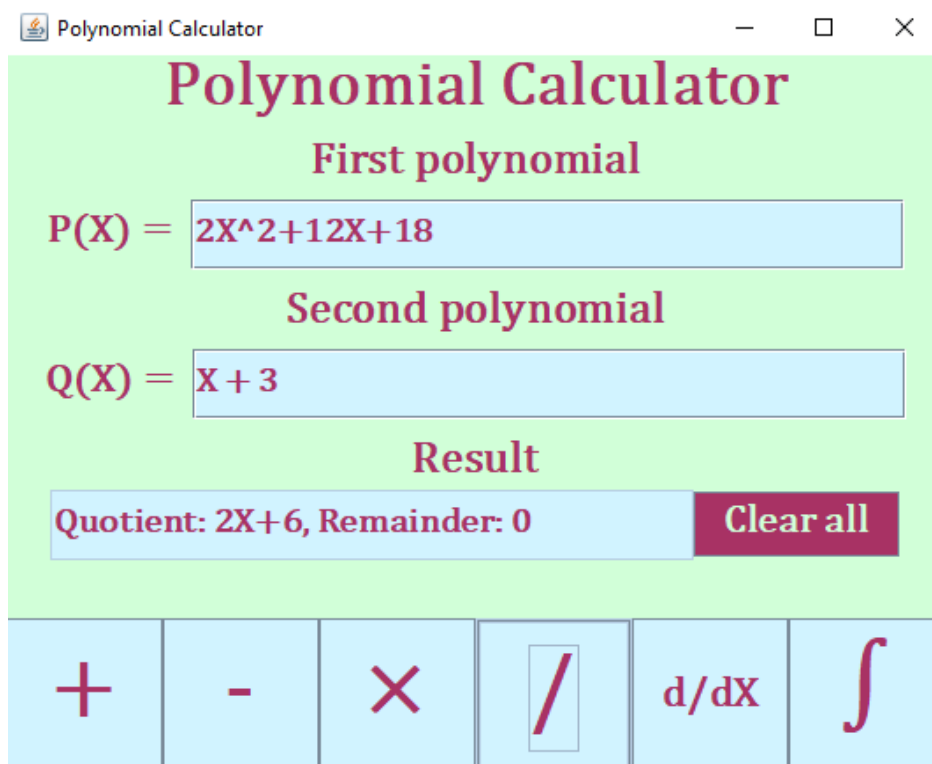 Polynomial Calculator
Polynomial Calculator
First polynomial
P(X) = 2X^2+12X+18
Second polynomial
Q(X) = X + 3
Result
Quotient: 2X+6, Remainder: 0 Clear all
+ - × / d/dX ∫